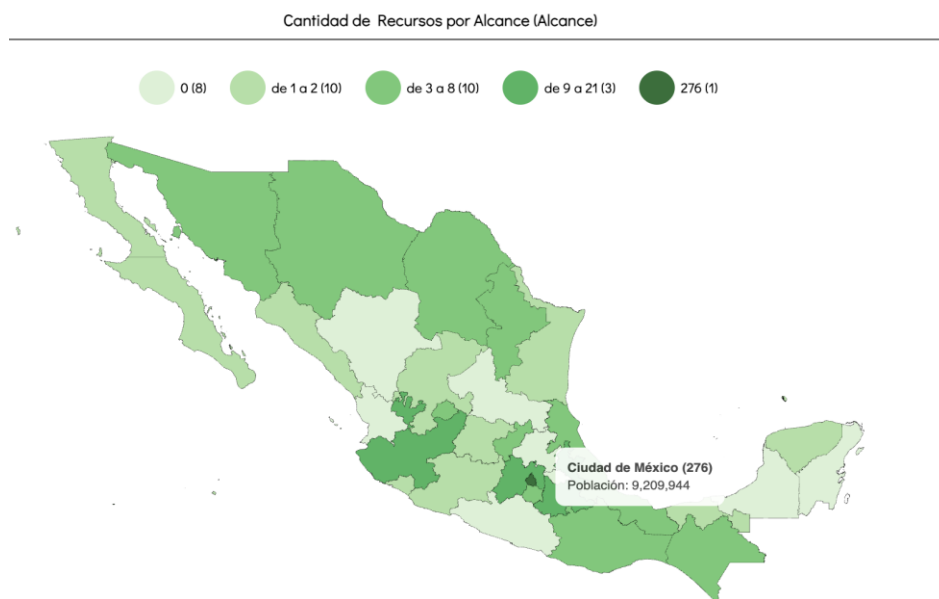 Cantidad de Recursos por Alcance (Alcance)
0 (8) de 1 a 2 (10) de 3 a 8 (10) de 9 a 21 (3) 276 (1)
Ciudad de México (276)
Población: 9,209,944